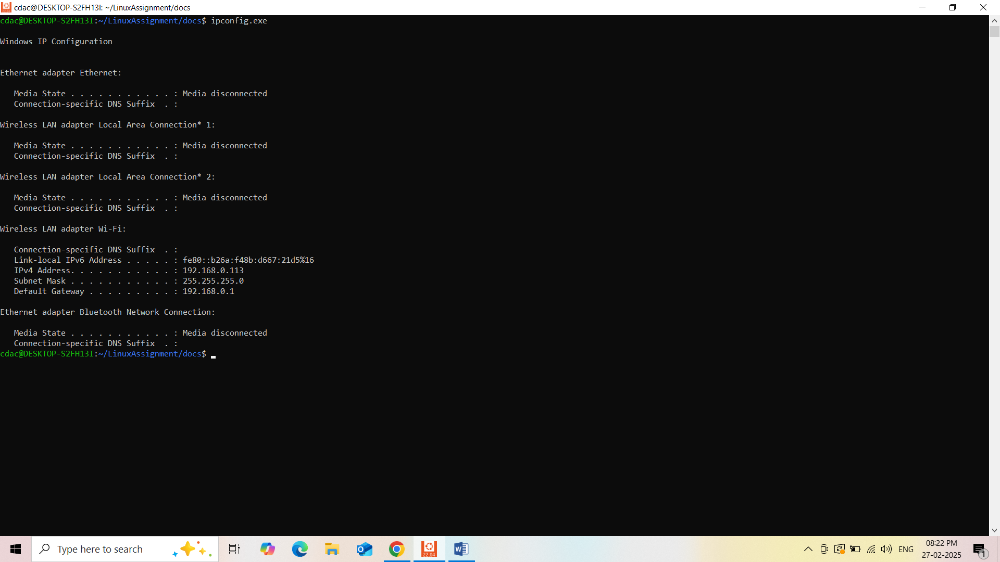 cdac@DESKTOP-S2FH13I: ~/LinuxAssignment/docs
cdac@DESKTOP-S2FH13I:~/LinuxAssignment/docs$ ipconfig.exe
Windows IP Configuration
Ethernet adapter Ethernet:
   Media State . . . . . . . . . . . : Media disconnected
   Connection-specific DNS Suffix  . :
Wireless LAN adapter Local Area Connection* 1:
   Media State . . . . . . . . . . . : Media disconnected
   Connection-specific DNS Suffix  . :
Wireless LAN adapter Local Area Connection* 2:
   Media State . . . . . . . . . . . : Media disconnected
   Connection-specific DNS Suffix  . :
Wireless LAN adapter Wi-Fi:
   Connection-specific DNS Suffix  . :
   Link-local IPv6 Address . . . . . : fe80::b26a:f48b:d667:21d5%16
   IPv4 Address. . . . . . . . . . . : 192.168.0.113
   Subnet Mask . . . . . . . . . . . : 255.255.255.0
   Default Gateway . . . . . . . . . : 192.168.0.1
Ethernet adapter Bluetooth Network Connection:
   Media State . . . . . . . . . . . : Media disconnected
   Connection-specific DNS Suffix  . :
cdac@DESKTOP-S2FH13I:~/LinuxAssignment/docs$
Type here to search
22.04
ENG
08:22 PM
27-02-2025
1